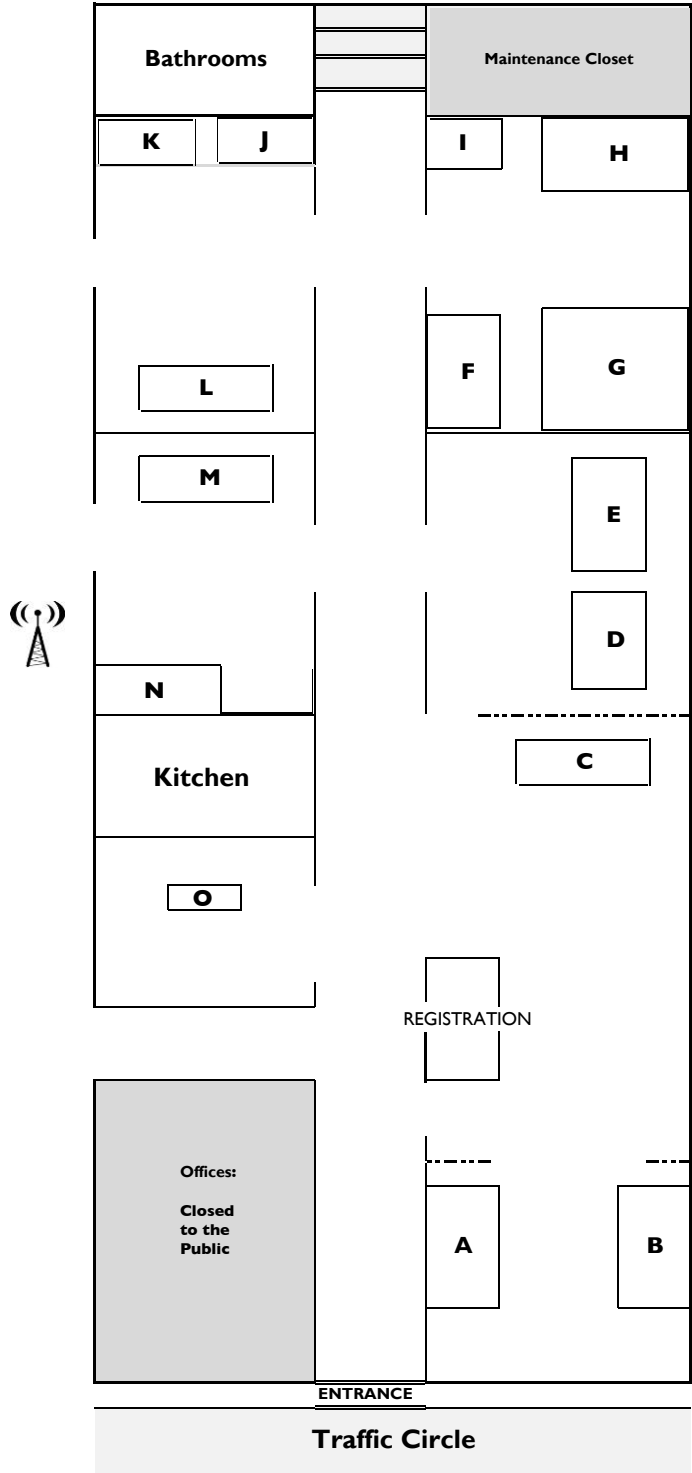 Bathrooms
Maintenance Closet
K
J
I
H
F
G
L
M
E
D
N
C
Kitchen
O
REGISTRATION
Offices:
Closed
to the
Public
A
B
ENTRANCE
Traffic Circle